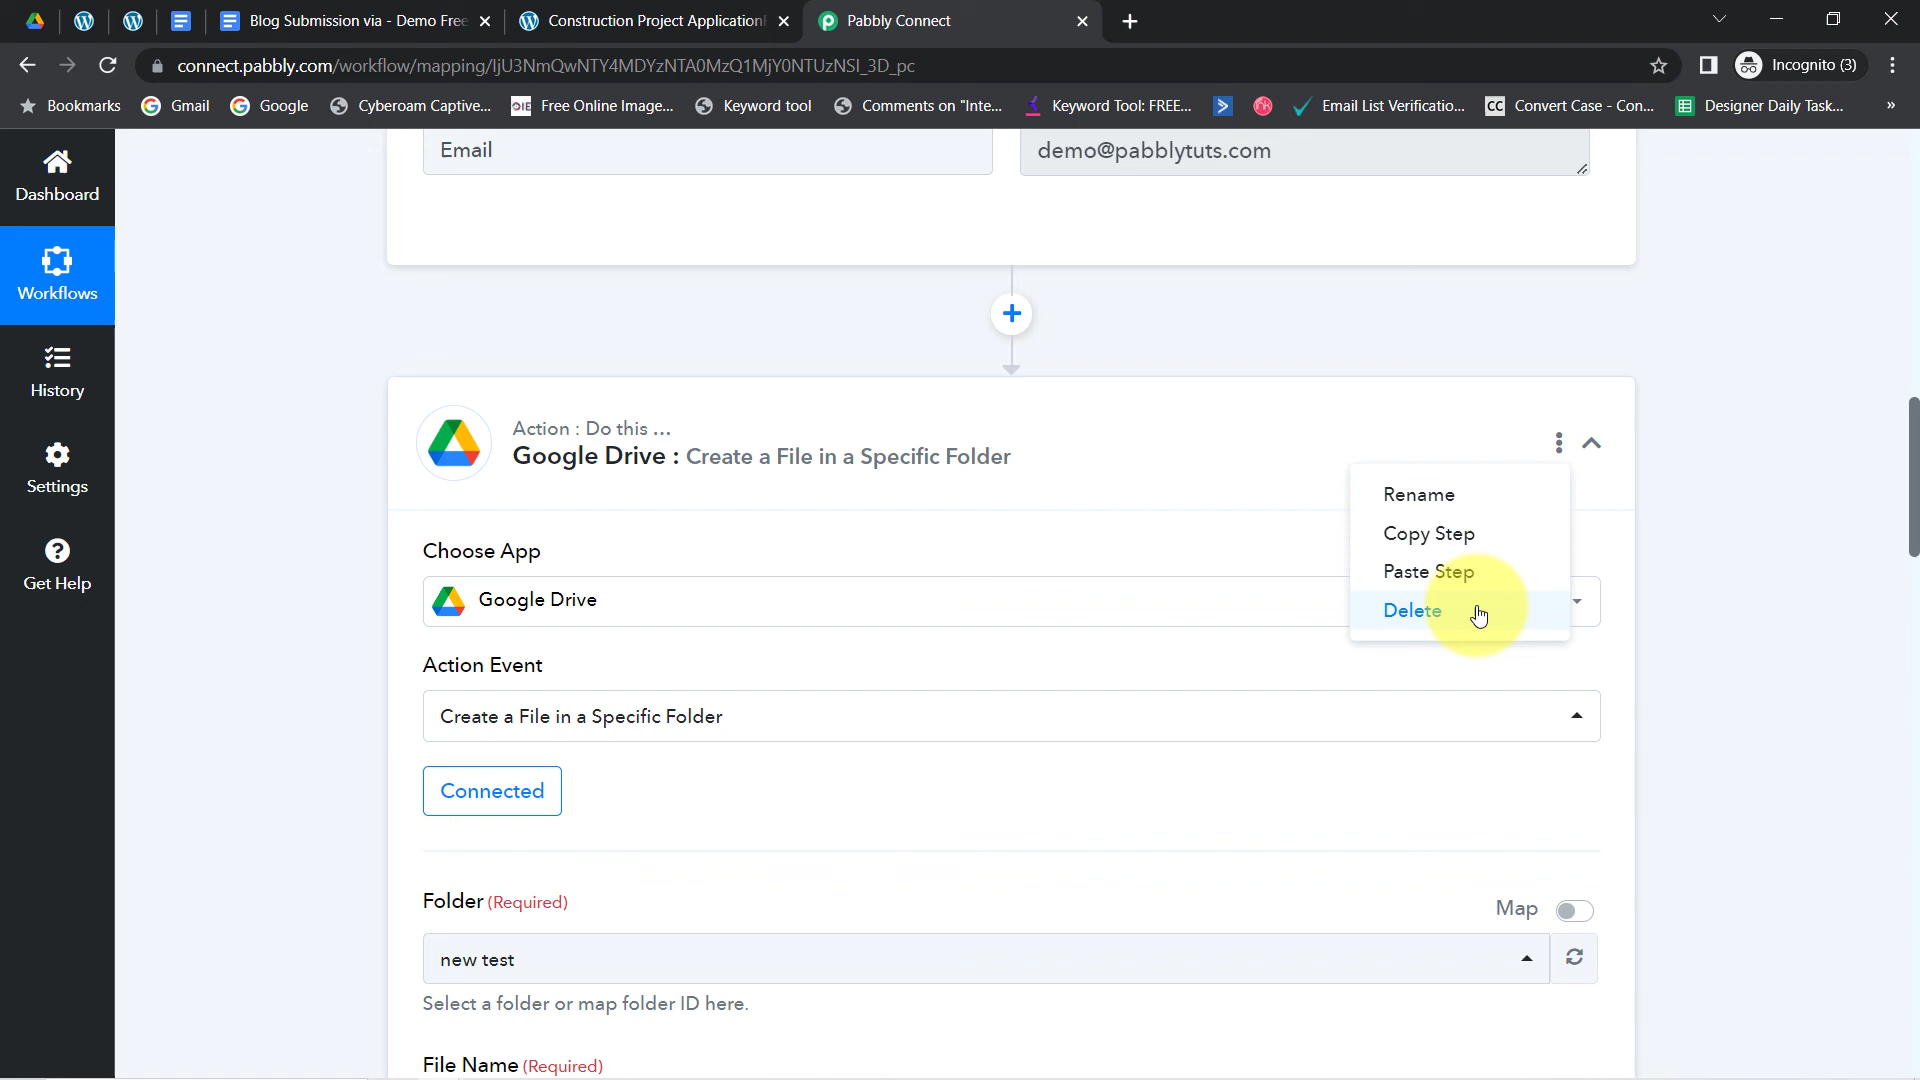 Blog Submission via - Demo Free
Construction Project Application
Pabbly Connect
connect.pabbly.com/workflow/mapping/IjU3NmQwNTY4MDYzNTA0MzQ1MjY0NTUzNSI_3D_pc
Incognito (3)
Bookmarks
Gmail
Google
Cyberoam Captive...
OIE Free Online Image...
Keyword tool
Comments on "Inte...
Keyword Tool: FREE...
Email List Verificatio...
CC Convert Case - Con...
Designer Daily Task...
»
Dashboard
Workflows
History
Settings
Get Help
Email
demo@pabblytuts.com
Action : Do this ...
Google Drive : Create a File in a Specific Folder
Rename
Copy Step
Paste Step
Delete
Choose App
Google Drive
Action Event
Create a File in a Specific Folder
Connected
Folder (Required)
Map
new test
Select a folder or map folder ID here.
File Name (Required)